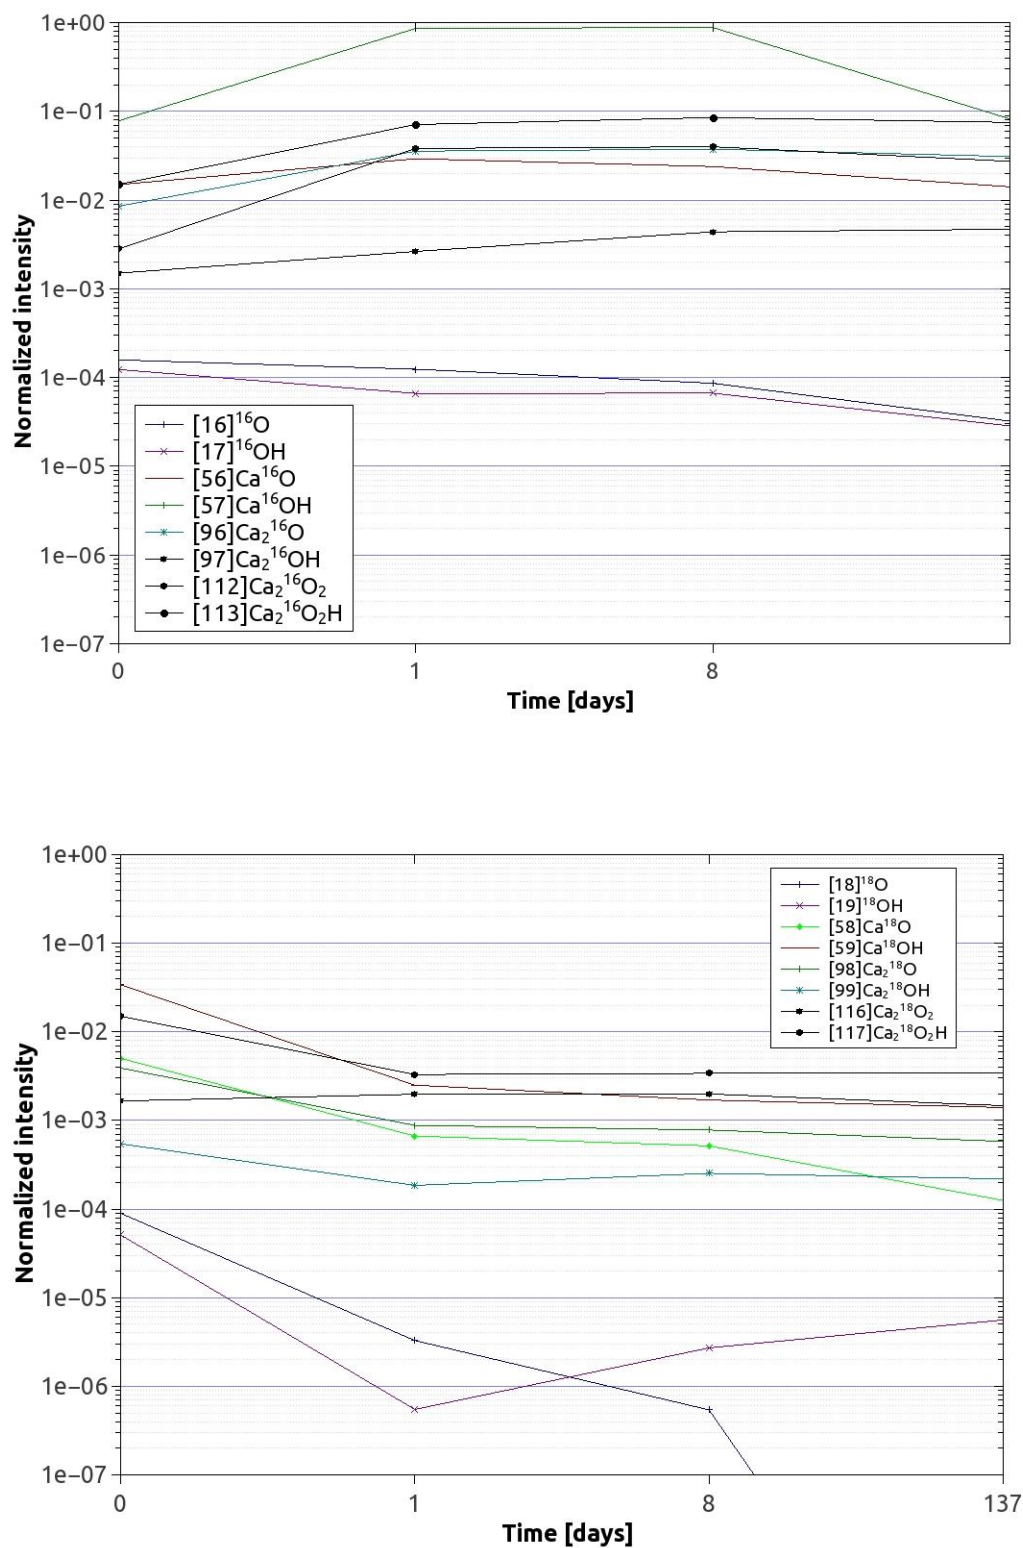 1e+00
1e−01
1e−02
1e−03
1e−04
1e−05
1e−06
1e−07
Normalized intensity
[16]¹⁶O
[17]¹⁶OH
[56]Ca¹⁶O
[57]Ca¹⁶OH
[96]Ca₂¹⁶O
[97]Ca₂¹⁶OH
[112]Ca₂¹⁶O₂
[113]Ca₂¹⁶O₂H
0 1 8
Time [days]
1e+00
1e−01
1e−02
1e−03
1e−04
1e−05
1e−06
1e−07
Normalized intensity
[18]¹⁸O
[19]¹⁸OH
[58]Ca¹⁸O
[59]Ca¹⁸OH
[98]Ca₂¹⁸O
[99]Ca₂¹⁸OH
[116]Ca₂¹⁸O₂
[117]Ca₂¹⁸O₂H
0 1 8 137
Time [days]